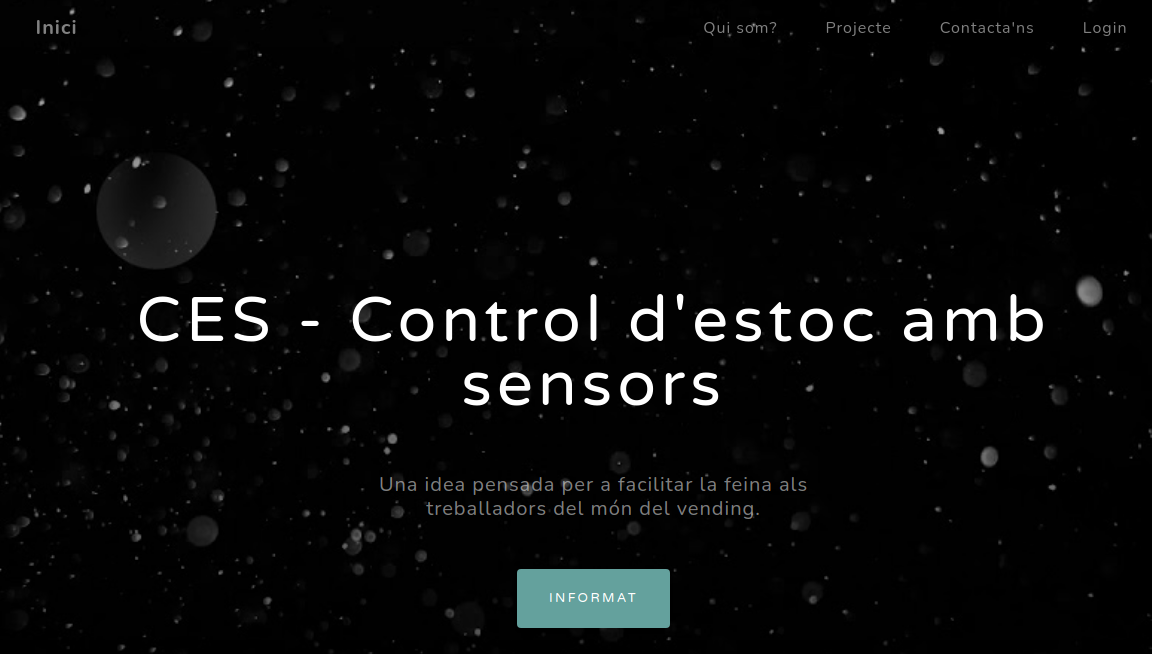 Inici
Qui som?
Projecte
Contacta'ns
Login
CES - Control d'estoc amb
sensors
Una idea pensada per a facilitar la feina als
treballadors del món del vending.
INFORMAT